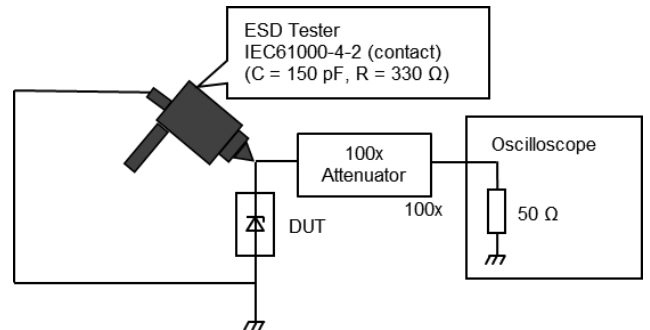 ESD Tester
IEC61000-4-2 (contact)
(C = 150 pF, R = 330 Ω)
Oscilloscope
100x
Attenuator
100x
50 Ω
DUT